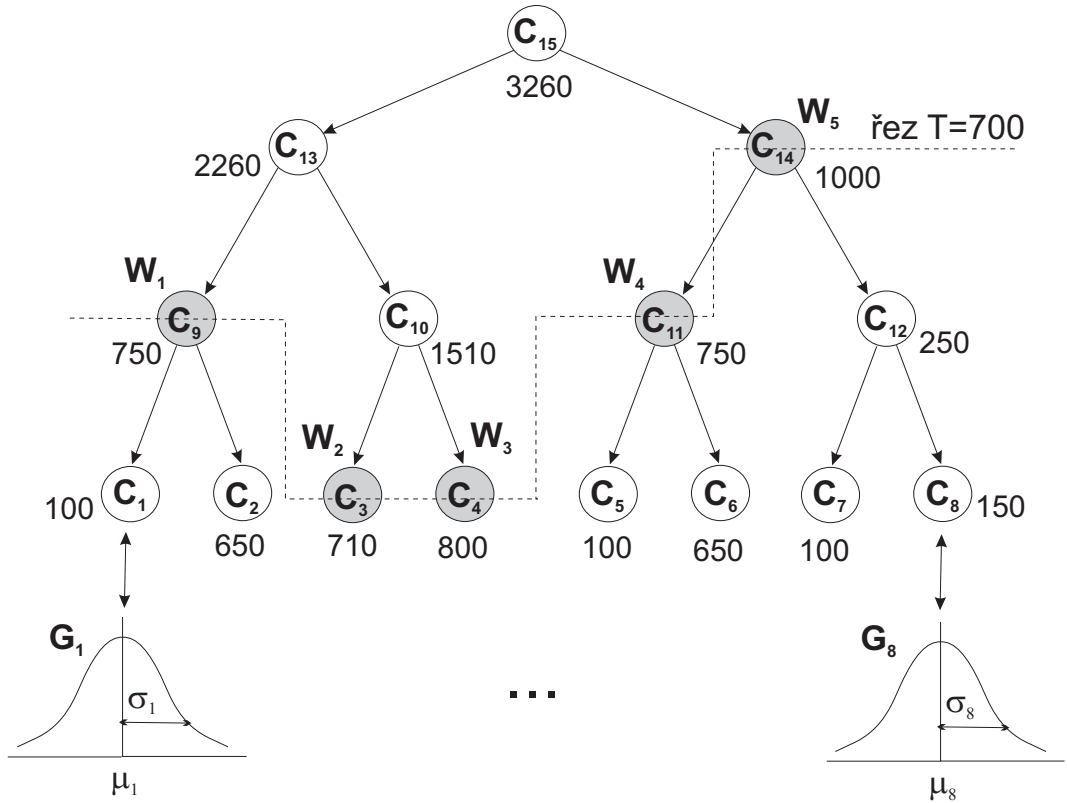 C₁₅
3260
W₅
řez T=700
C₁₃
C₁₄
2260
1000
W₁
W₄
C₉
C₁₀
C₁₁
C₁₂
750
1510
750
250
W₂
W₃
C₁
C₂
C₃
C₄
C₅
C₆
C₇
C₈
100
150
650
710
800
100
650
100
G₁
G₈
σ₁
...
σ₈
μ₁
μ₈